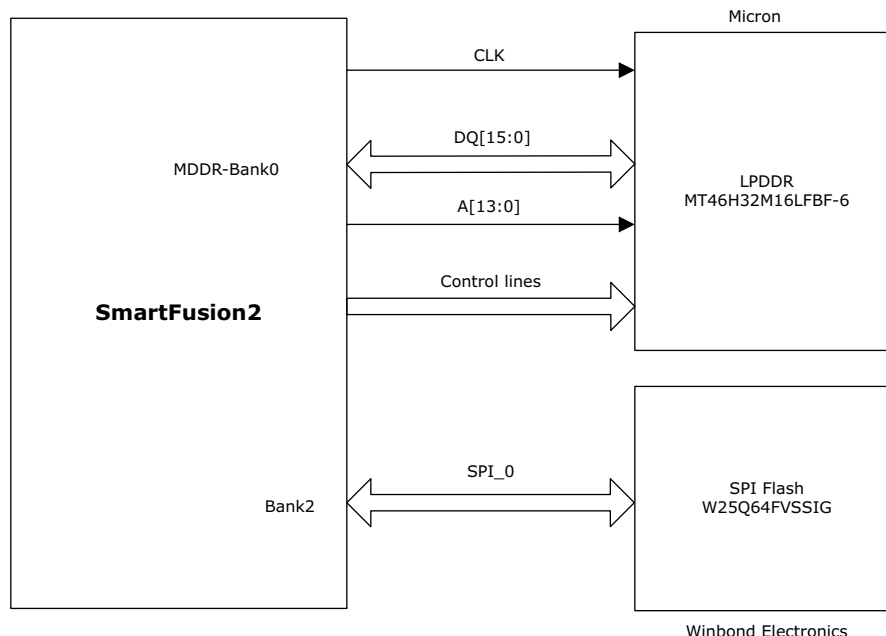 Micron
CLK
DQ[15:0]
MDDR-Bank0
LPDDR
MT46H32M16LFBF-6
A[13:0]
Control lines
SmartFusion2
SPI_0
Bank2
SPI Flash
W25Q64FVSSIG
Winbond Electronics